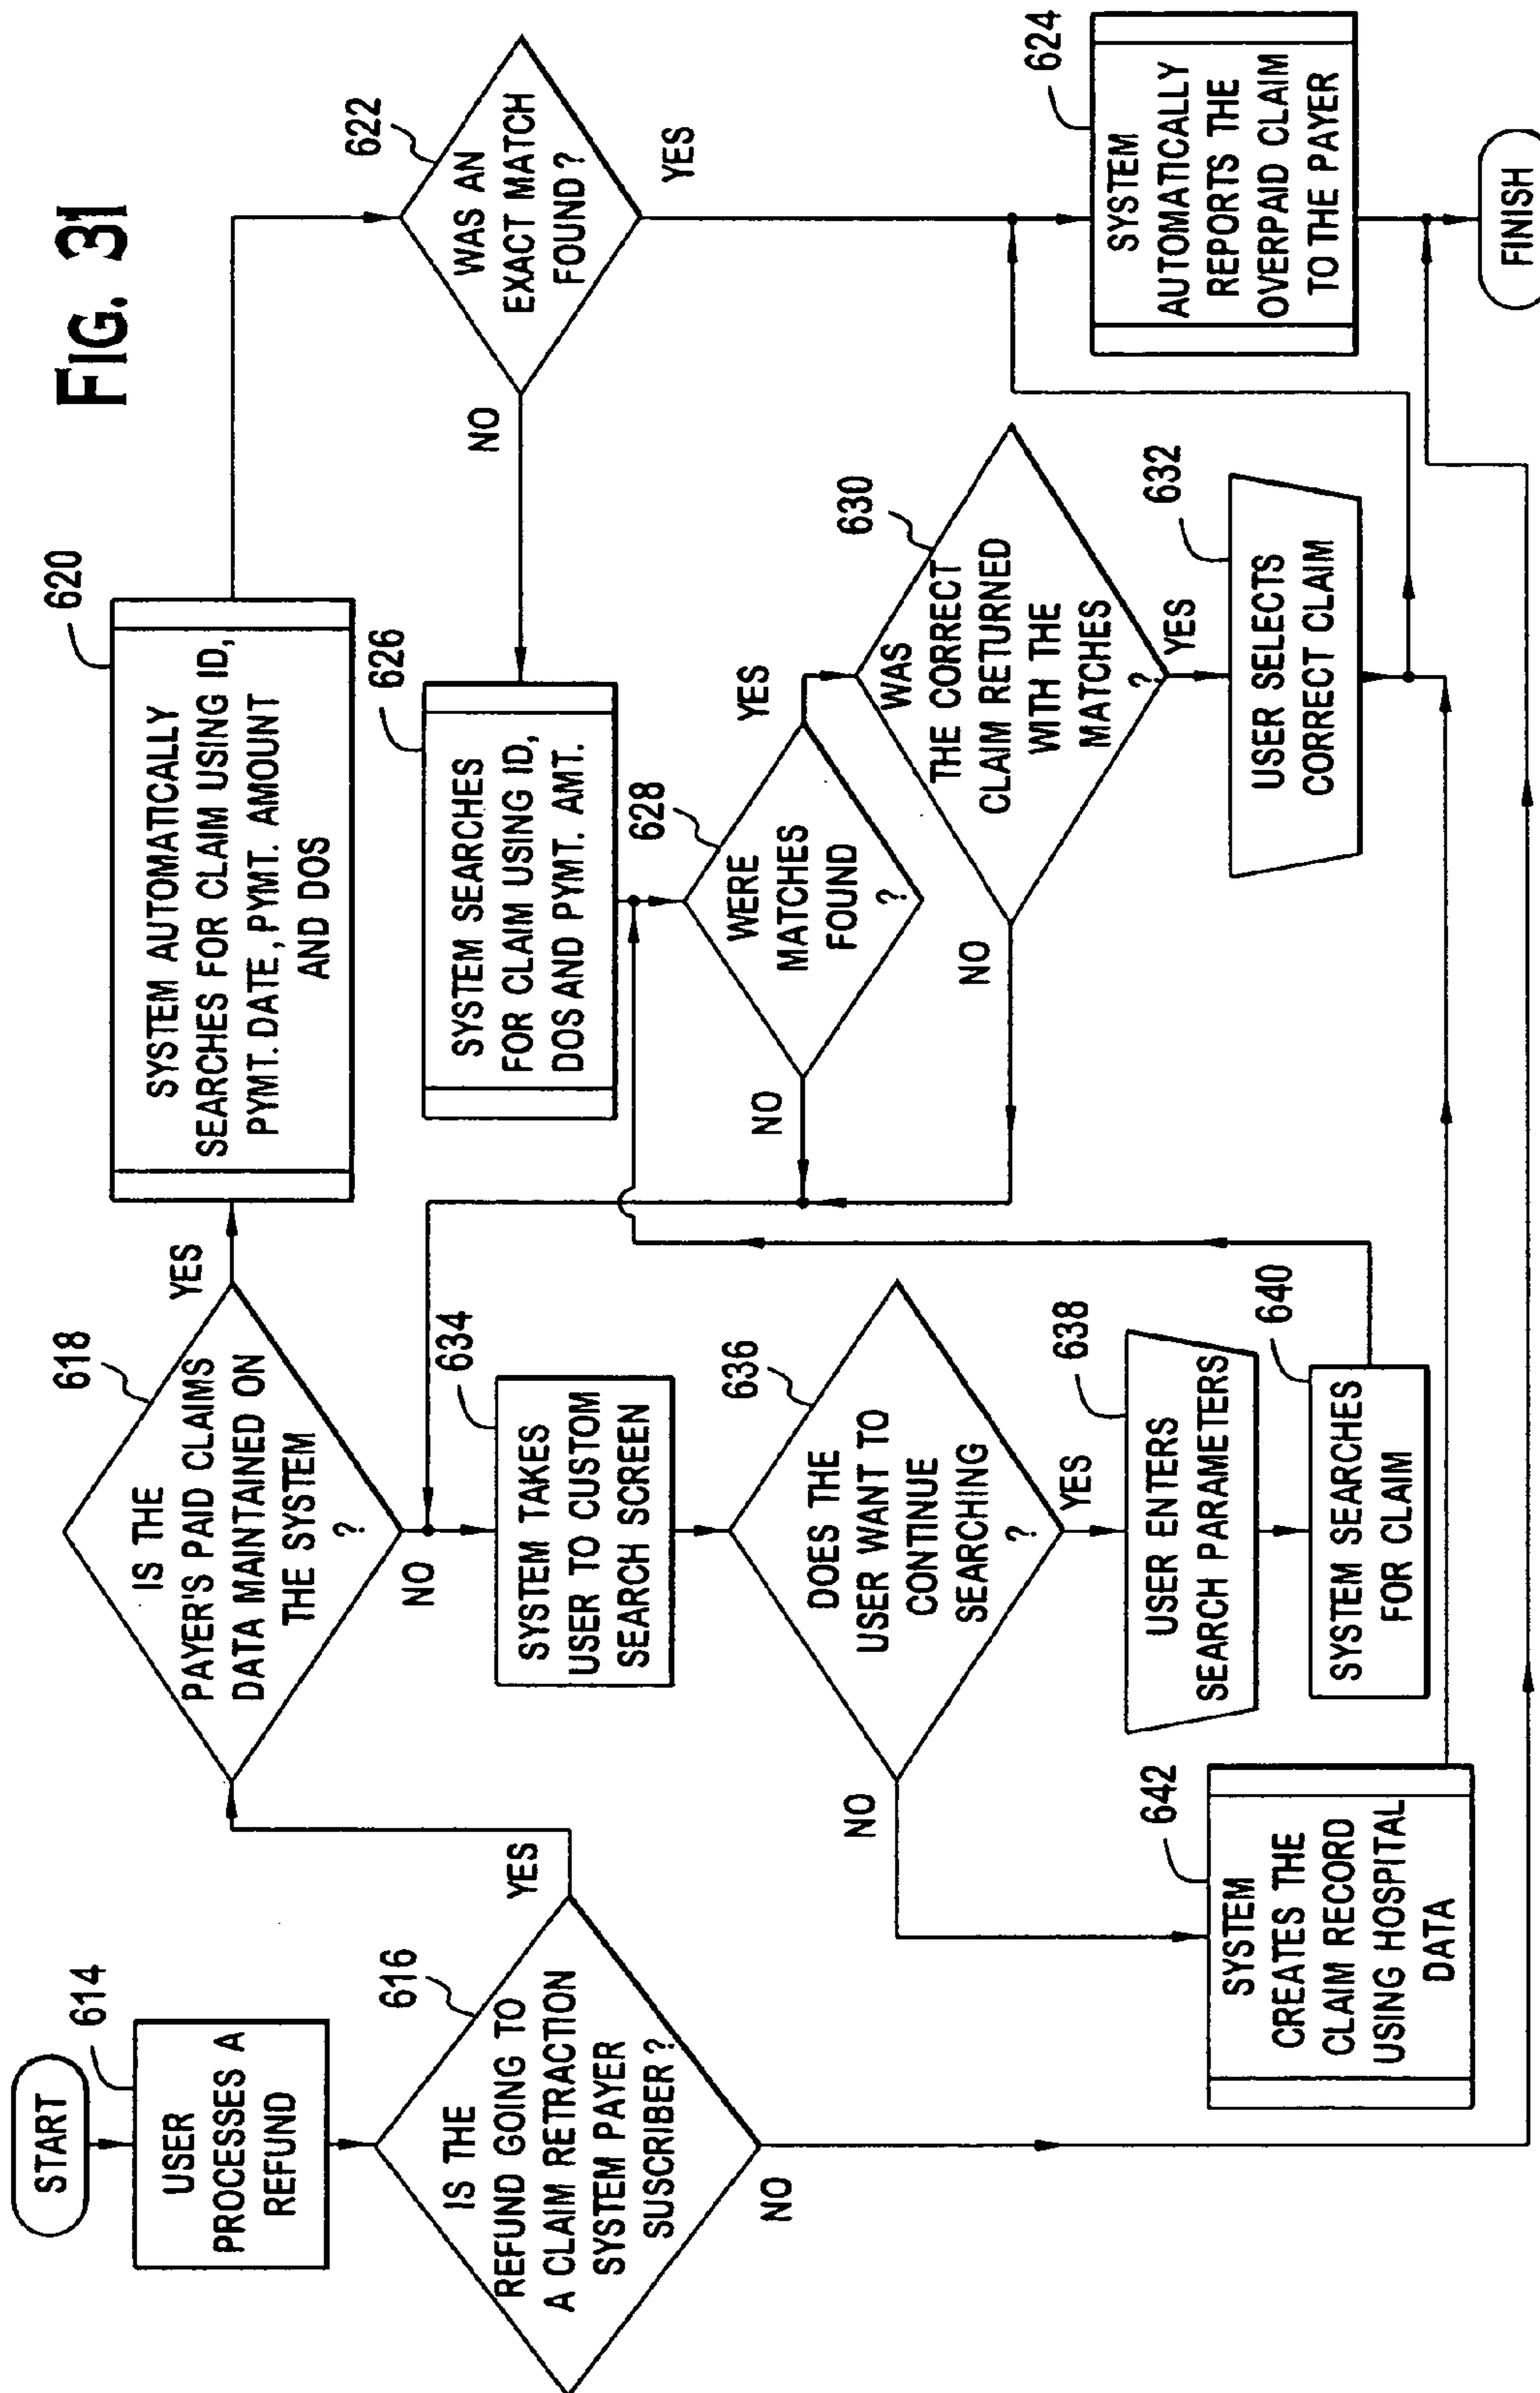 FIG. 31
START
614
USER
PROCESSES A
REFUND
616
IS THE
REFUND GOING TO
A CLAIM RETRACTION
SYSTEM PAYER
SUSCRIBER?
YES
NO
618
IS THE
PAYER'S PAID CLAIMS
DATA MAINTAINED ON
THE SYSTEM
?
YES
NO
620
SYSTEM AUTOMATICALLY
SEARCHES FOR CLAIM USING ID,
PYMT. DATE, PYMT. AMOUNT
AND DOS
622
WAS AN
EXACT MATCH
FOUND?
NO
YES
624
SYSTEM
AUTOMATICALLY
REPORTS THE
OVERPAID CLAIM
TO THE PAYER
FINISH
626
SYSTEM SEARCHES
FOR CLAIM USING ID,
DOS AND PYMT. AMT.
628
WERE
MATCHES
FOUND
?
YES
NO
630
WAS
THE CORRECT
CLAIM RETURNED
WITH THE
MATCHES
?
YES
NO
632
USER SELECTS
CORRECT CLAIM
634
SYSTEM TAKES
USER TO CUSTOM
SEARCH SCREEN
636
DOES THE
USER WANT TO
CONTINUE
SEARCHING
?
YES
NO
638
USER ENTERS
SEARCH PARAMETERS
640
SYSTEM SEARCHES
FOR CLAIM
642
SYSTEM
CREATES THE
CLAIM RECORD
USING HOSPITAL
DATA